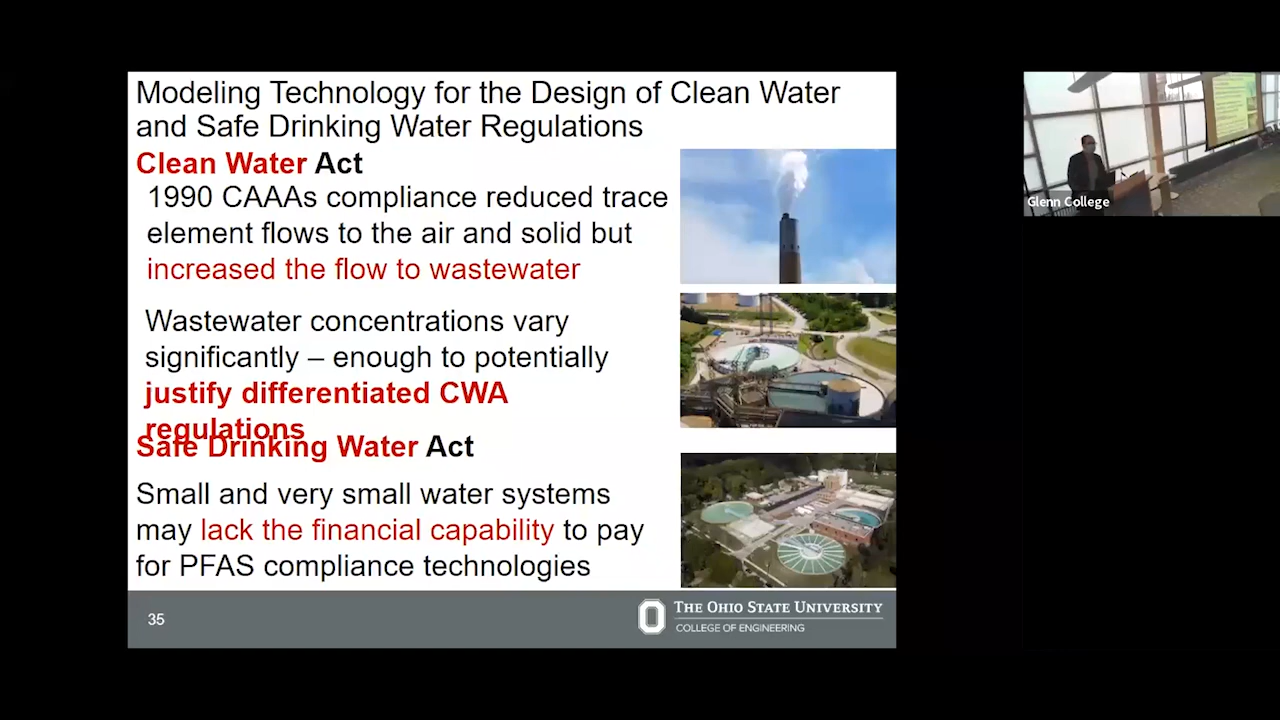 Modeling Technology for the Design of Clean Water
and Safe Drinking Water Regulations
Clean Water Act
1990 CAAAs compliance reduced trace
element flows to the air and solid but
increased the flow to wastewater
Wastewater concentrations vary
significantly – enough to potentially
justify differentiated CWA
regulations
Safe Drinking Water Act
Small and very small water systems
may lack the financial capability to pay
for PFAS compliance technologies
35
THE OHIO STATE UNIVERSITY
COLLEGE OF ENGINEERING
Glenn College